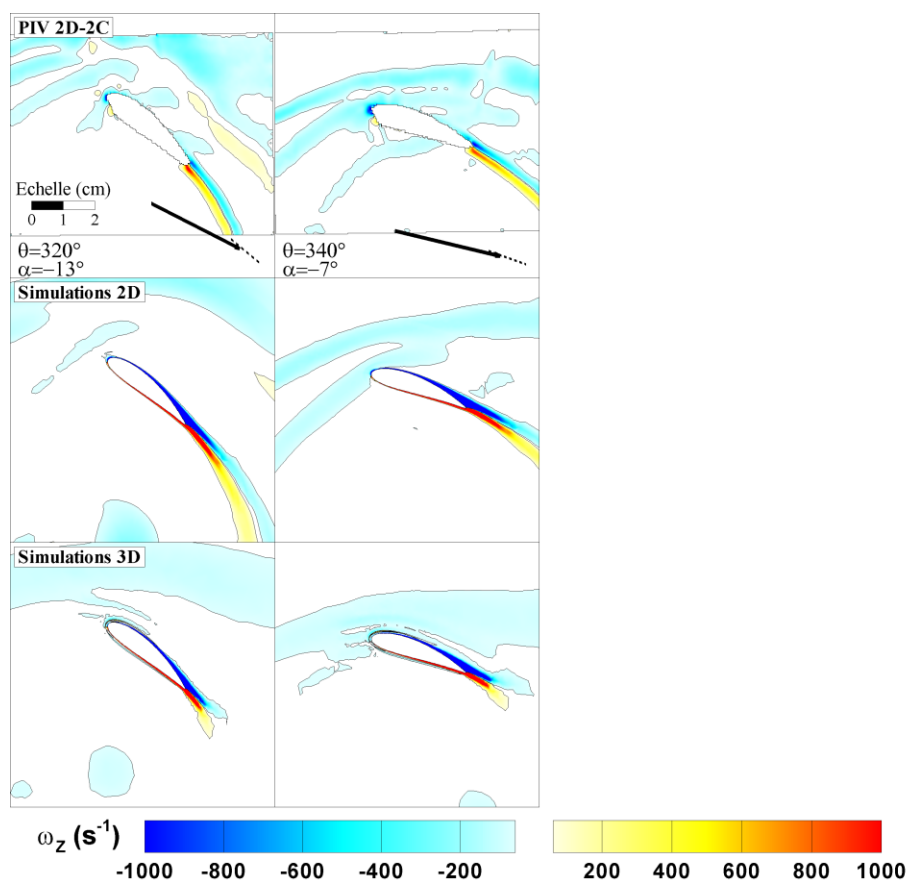 PIV 2D-2C
Echelle (cm)
0 1 2
θ=320°
α=−13°
θ=340°
α=−7°
Simulations 2D
Simulations 3D
ωz (s-1)
-1000 -800 -600 -400 -200
200 400 600 800 1000